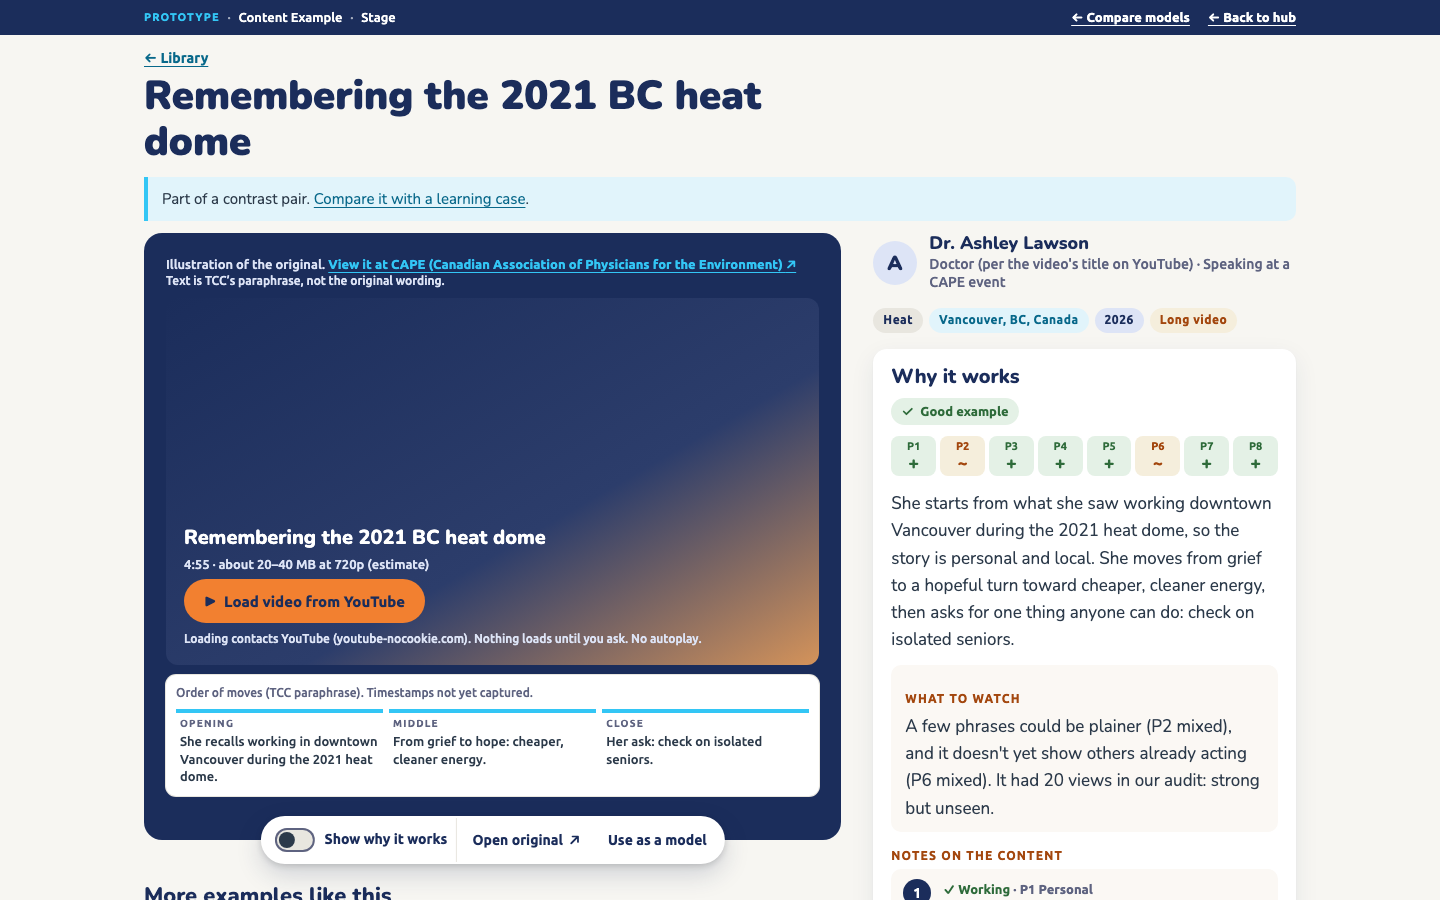 PROTOTYPE · Content Example · Stage
← Compare models
← Back to hub
← Library
Remembering the 2021 BC heat
dome
Part of a contrast pair. Compare it with a learning case.
Illustration of the original. View it at CAPE (Canadian Association of Physicians for the Environment) ↗
Text is TCC's paraphrase, not the original wording.
Remembering the 2021 BC heat dome
4:55 · about 20–40 MB at 720p (estimate)
▶ Load video from YouTube
Loading contacts YouTube (youtube-nocookie.com). Nothing loads until you ask. No autoplay.
Order of moves (TCC paraphrase). Timestamps not yet captured.
OPENING
She recalls working in downtown
Vancouver during the 2021 heat
dome.
MIDDLE
From grief to hope: cheaper,
cleaner energy.
CLOSE
Her ask: check on isolated
seniors.
Show why it works
Open original ↗
Use as a model
More examples like this
A
Dr. Ashley Lawson
Doctor (per the video's title on YouTube) · Speaking at a
CAPE event
Heat
Vancouver, BC, Canada
2026
Long video
Why it works
✓ Good example
P1 P2 P3 P4 P5 P6 P7 P8
+ ~ + + + ~ + +
She starts from what she saw working downtown
Vancouver during the 2021 heat dome, so the
story is personal and local. She moves from grief
to a hopeful turn toward cheaper, cleaner energy,
then asks for one thing anyone can do: check on
isolated seniors.
WHAT TO WATCH
A few phrases could be plainer (P2 mixed),
and it doesn't yet show others already acting
(P6 mixed). It had 20 views in our audit: strong
but unseen.
NOTES ON THE CONTENT
1
✓ Working · P1 Personal